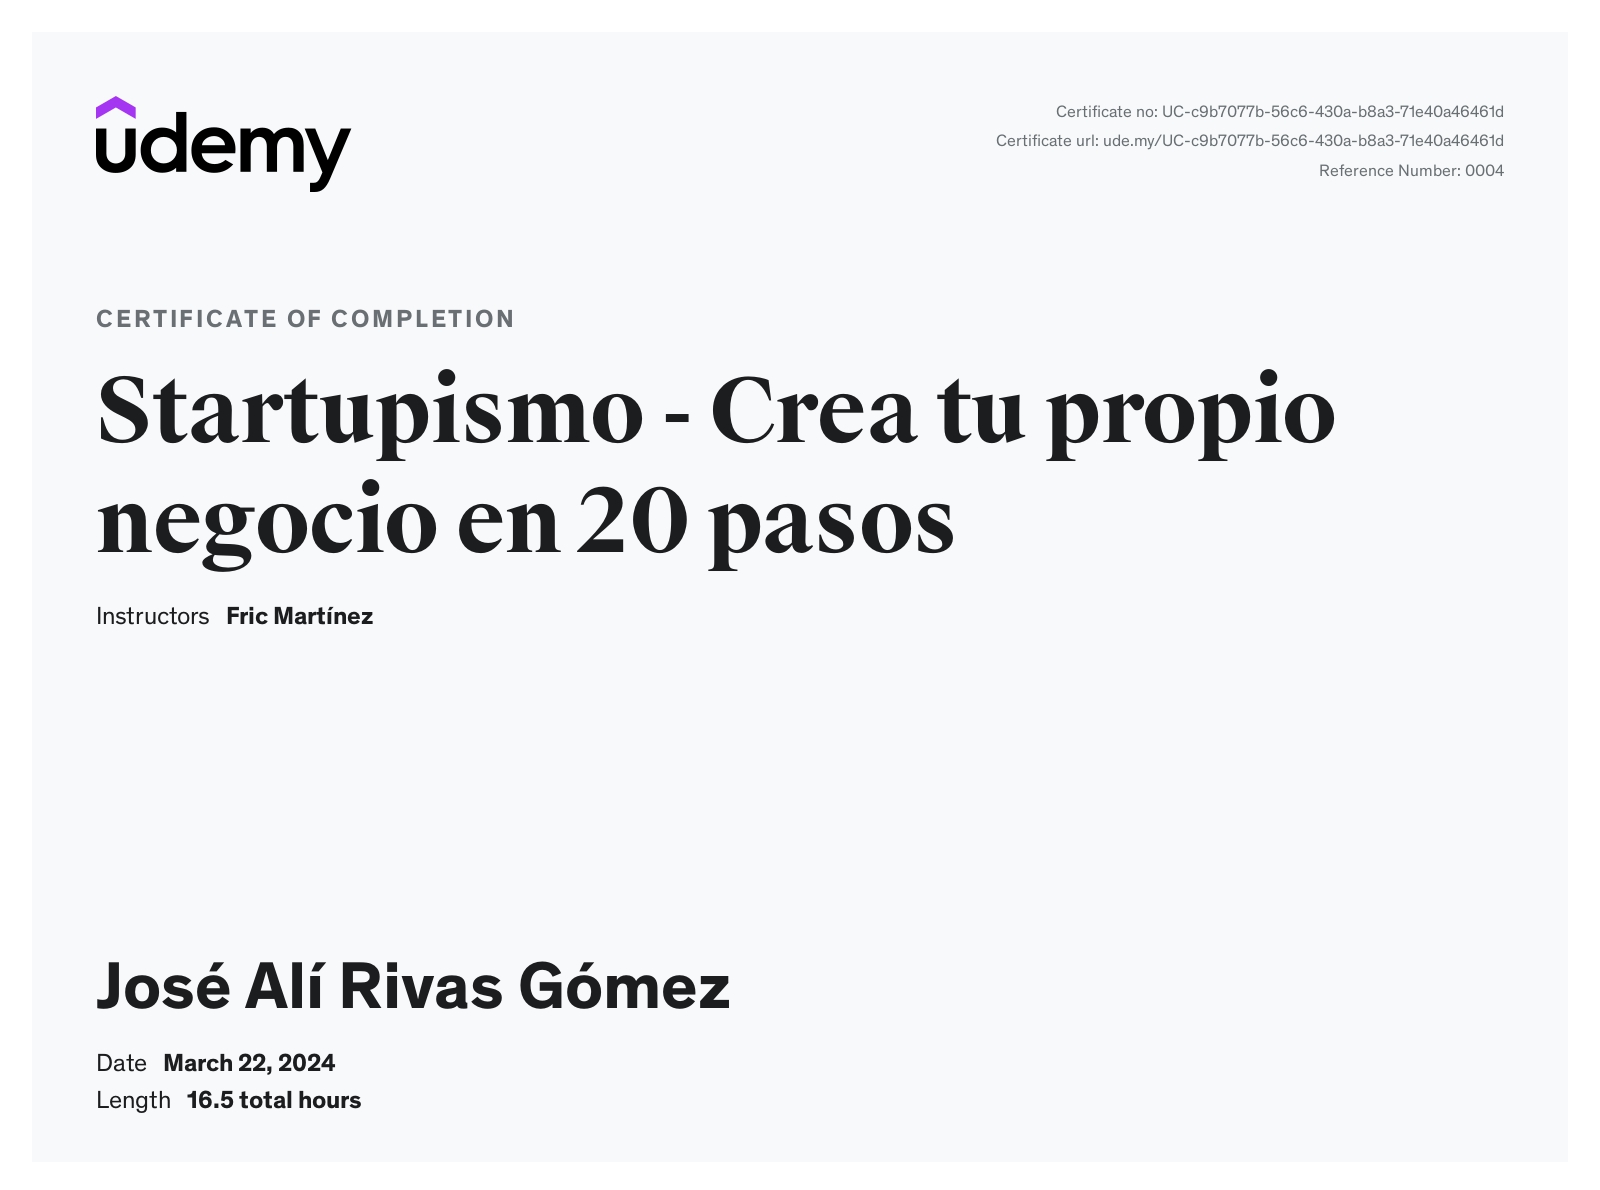 udemy
Certificate no: UC-c9b7077b-56c6-430a-b8a3-71e40a46461d
Certificate url: ude.my/UC-c9b7077b-56c6-430a-b8a3-71e40a46461d
Reference Number: 0004
CERTIFICATE OF COMPLETION
Startupismo - Crea tu propio
negocio en 20 pasos
Instructors Fric Martínez
José Alí Rivas Gómez
Date March 22, 2024
Length 16.5 total hours